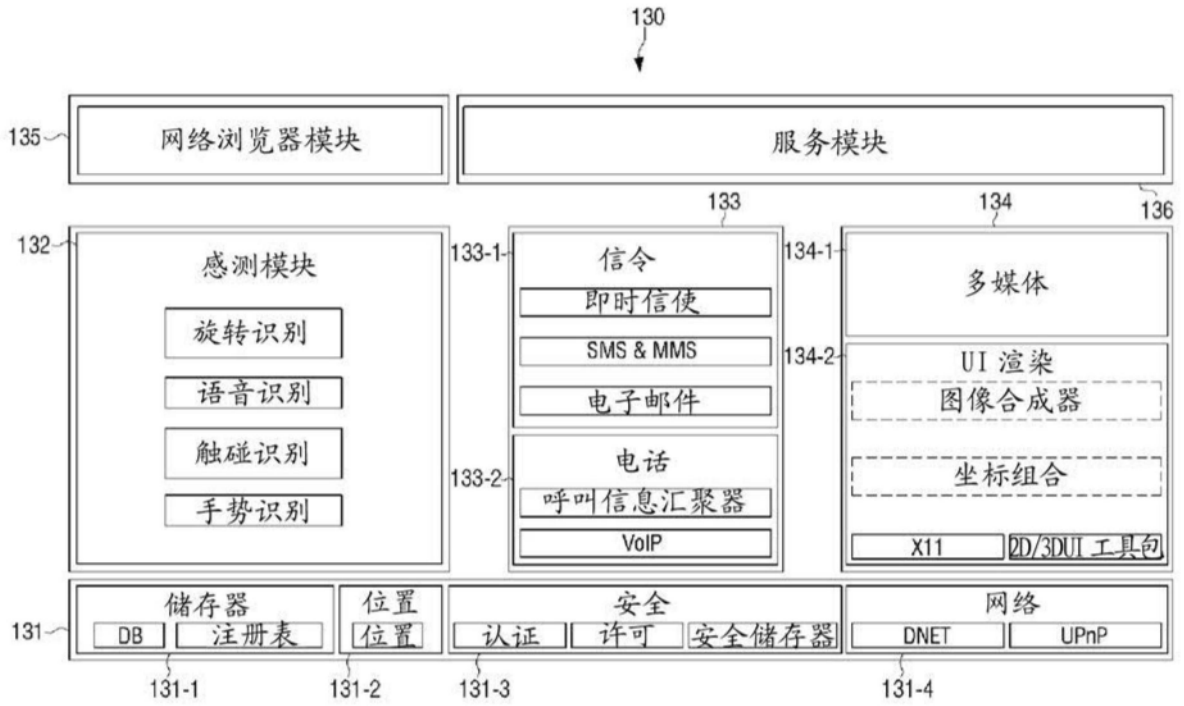 130
135
网络浏览器模块
服务模块
136
132
感测模块
旋转识别
语音识别
触碰识别
手势识别
133
133-1
信令
即时信使
SMS & MMS
电子邮件
133-2
电话
呼叫信息汇聚器
VoIP
134
134-1
多媒体
134-2
UI 渲染
图像合成器
坐标组合
X11
2D/3DUI 工具包
131
储存器
DB
注册表
位置
位置
安全
认证
许可
安全储存器
网络
DNET
UPnP
131-1
131-2
131-3
131-4